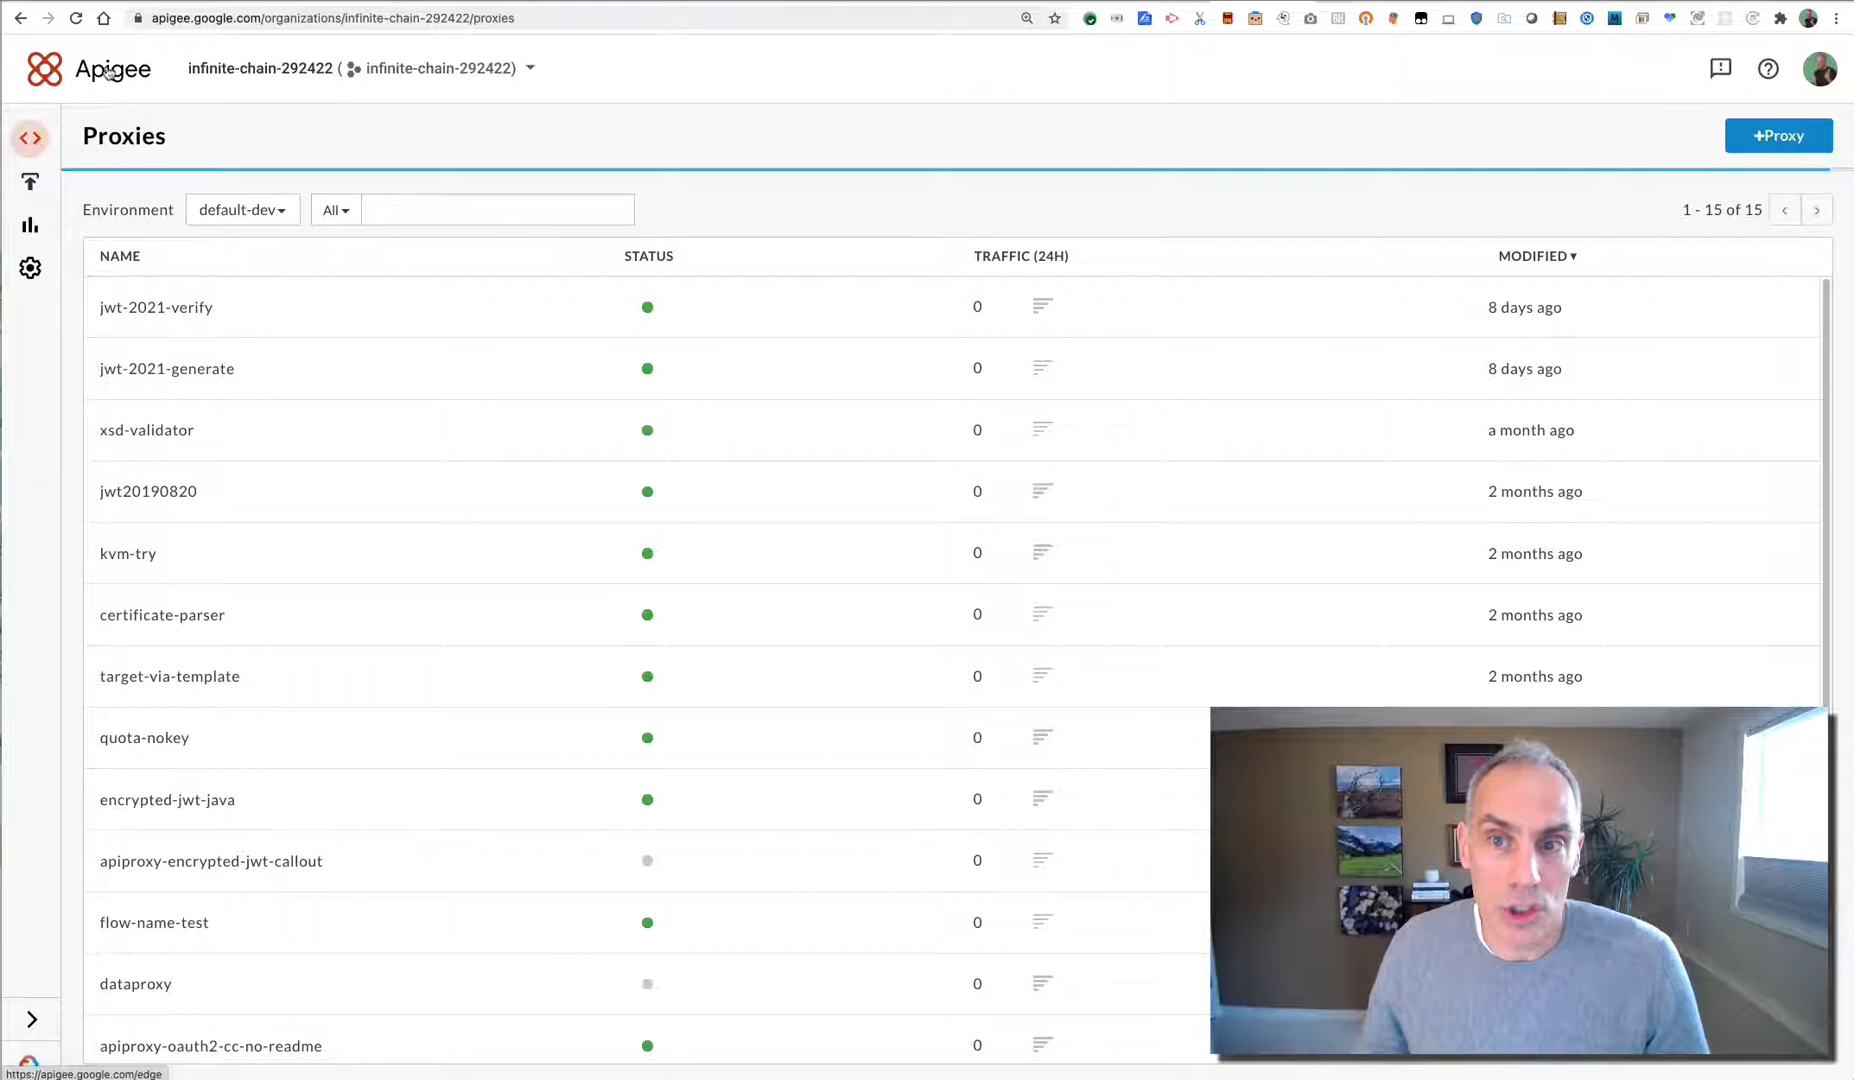 apigee.google.com/organizations/infinite-chain-292422/proxies
Apigee
infinite-chain-292422 ( infinite-chain-292422)
Proxies
+Proxy
Environment
default-dev
All
1 - 15 of 15
NAME STATUS TRAFFIC (24H) MODIFIED
jwt-2021-verify 0 8 days ago
jwt-2021-generate 0 8 days ago
xsd-validator 0 a month ago
jwt20190820 0 2 months ago
kvm-try 0 2 months ago
certificate-parser 0 2 months ago
target-via-template 0 2 months ago
quota-nokey 0
encrypted-jwt-java 0
apiproxy-encrypted-jwt-callout 0
flow-name-test 0
dataproxy 0
apiproxy-oauth2-cc-no-readme 0
https://apigee.google.com/edge